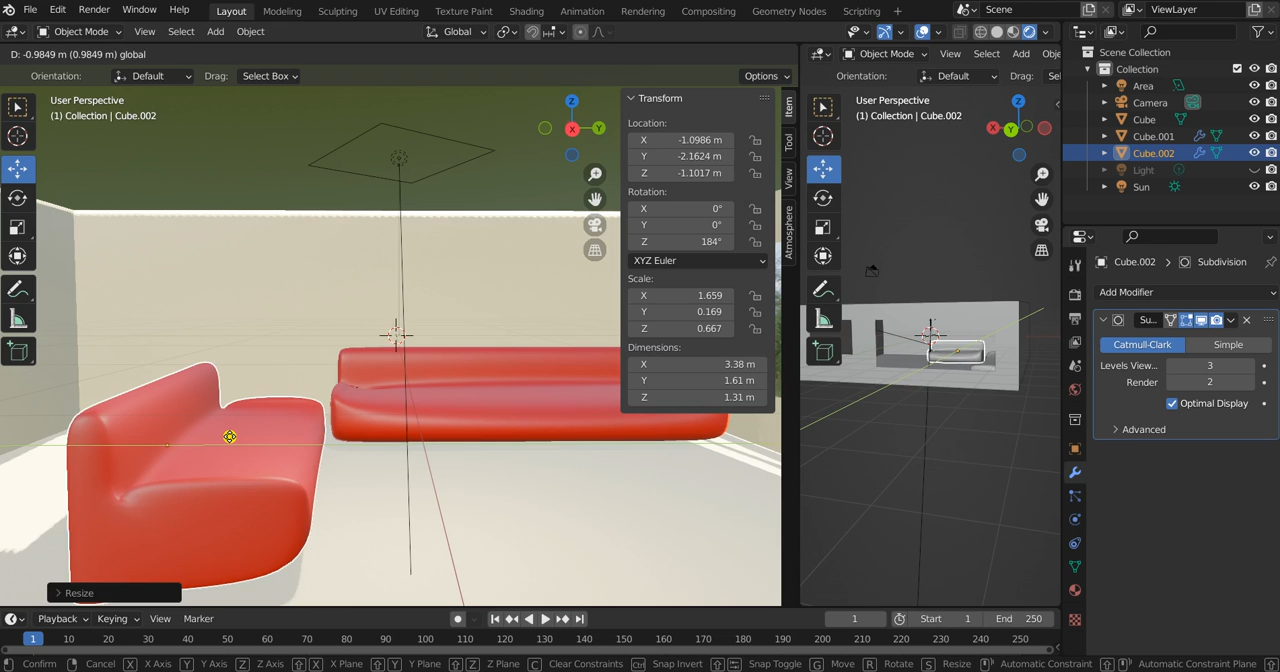 File Edit Render Window Help Layout Modeling Sculpting UV Editing Texture Paint Shading Animation Rendering Compositing Geometry Nodes Scripting + Scene ViewLayer
Object Mode View Select Add Object Global
D: -0.9849 m (0.9849 m) global
Orientation: Default Drag: Select Box Options
User Perspective
(1) Collection | Cube.002
Z
Y
X
Transform
Location:
X -1.0986 m
Y -2.1624 m
Z -1.1017 m
Rotation:
X 0°
Y 0°
Z 184°
XYZ Euler
Scale:
X 1.659
Y 0.169
Z 0.667
Dimensions:
X 3.38 m
Y 1.61 m
Z 1.31 m
Item
Tool
View
Atmosphere
Resize
Object Mode View Select Add Obje
Orientation: Default Drag: Sel
User Perspective
(1) Collection | Cube.002
Z
X
Y
Scene Collection
Collection
Area
Camera
Cube
Cube.001
Cube.002
Light
Sun
Cube.002 > Subdivision
Add Modifier
Su...
Catmull-Clark Simple
Levels View... 3
Render 2
Optimal Display
Advanced
Playback Keying View Marker 1 Start 1 End 250
1 10 20 30 40 50 60 70 80 90 100 110 120 130 140 150 160 170 180 190 200 210 220 230 240 250
Confirm Cancel X X Axis Y Y Axis Z Z Axis X X Plane Y Y Plane Z Z Plane C Clear Constraints Ctrl Snap Invert Snap Toggle G Move R Rotate S Resize Automatic Constraint Automatic Constraint Plane